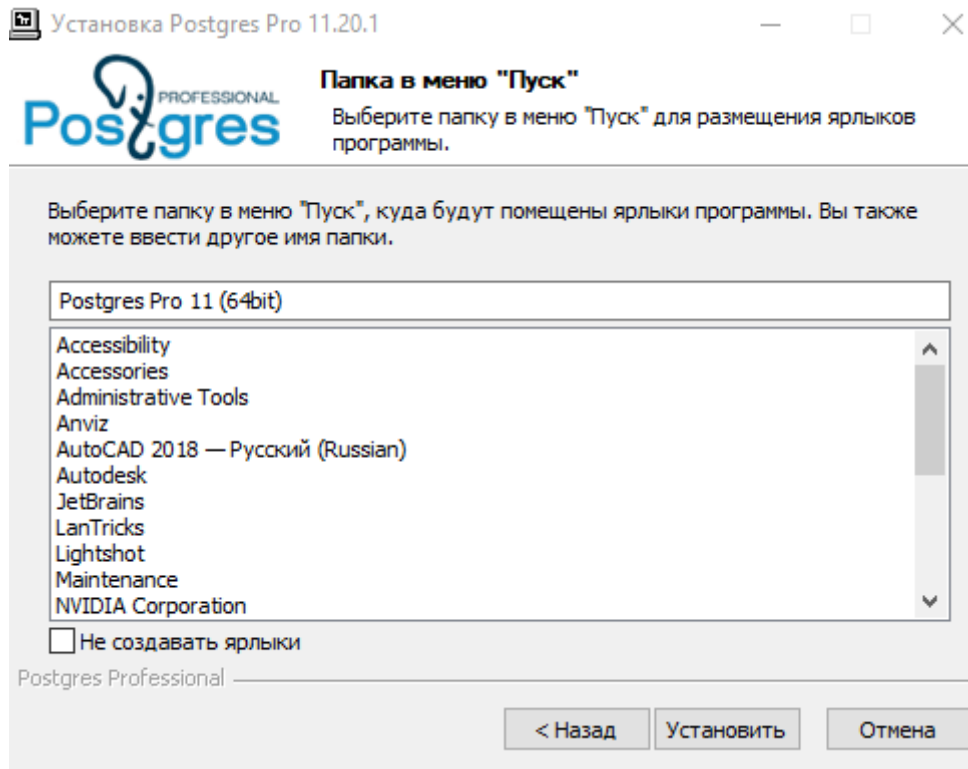 Установка Postgres Pro 11.20.1
PROFESSIONAL
Postgres
Папка в меню "Пуск"
Выберите папку в меню "Пуск" для размещения ярлыков
программы.
Выберите папку в меню "Пуск", куда будут помещены ярлыки программы. Вы также
можете ввести другое имя папки.
Postgres Pro 11 (64bit)
Accessibility
Accessories
Administrative Tools
Anviz
AutoCAD 2018 — Русский (Russian)
Autodesk
JetBrains
LanTricks
Lightshot
Maintenance
NVIDIA Corporation
Не создавать ярлыки
Postgres Professional
< Назад Установить Отмена